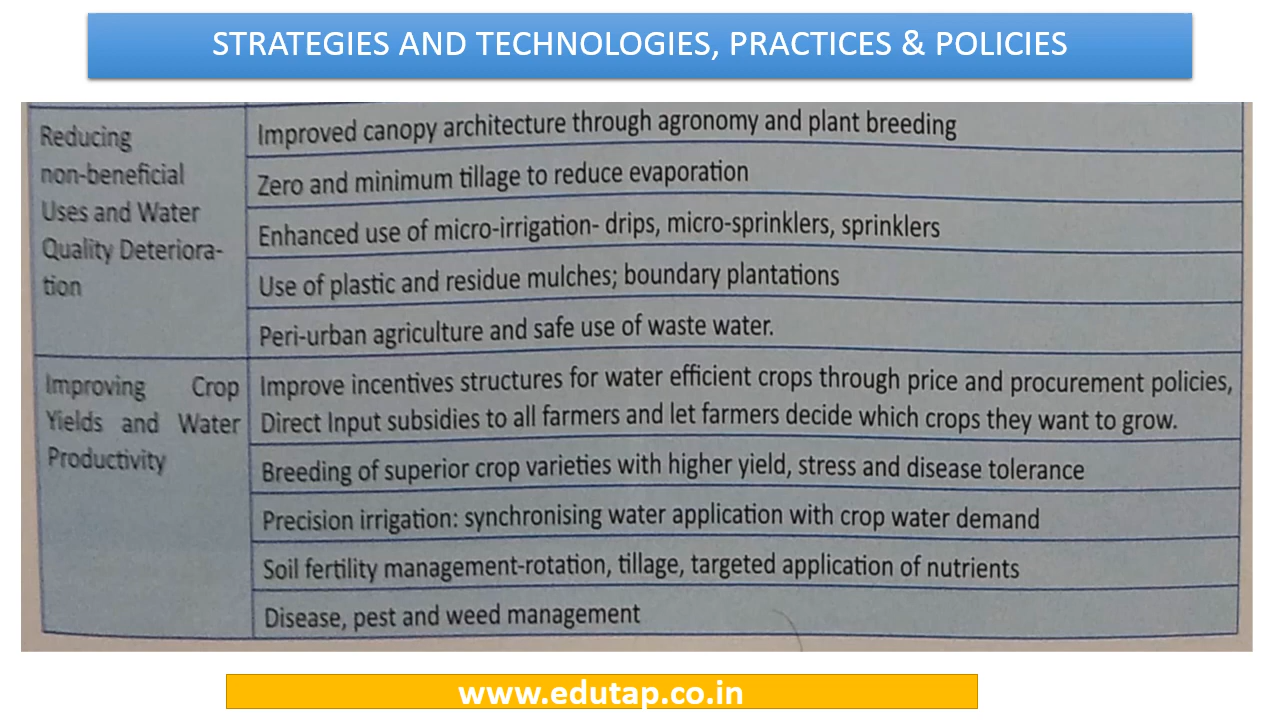 STRATEGIES AND TECHNOLOGIES, PRACTICES & POLICIES
Reducing
non-beneficial
Uses and Water
Quality Deteriora-
tion
Improved canopy architecture through agronomy and plant breeding
Zero and minimum tillage to reduce evaporation
Enhanced use of micro-irrigation- drips, micro-sprinklers, sprinklers
Use of plastic and residue mulches; boundary plantations
Peri-urban agriculture and safe use of waste water.
Improving Crop
Yields and Water
Productivity
Improve incentives structures for water efficient crops through price and procurement policies,
Direct Input subsidies to all farmers and let farmers decide which crops they want to grow.
Breeding of superior crop varieties with higher yield, stress and disease tolerance
Precision irrigation: synchronising water application with crop water demand
Soil fertility management-rotation, tillage, targeted application of nutrients
Disease, pest and weed management
www.edutap.co.in